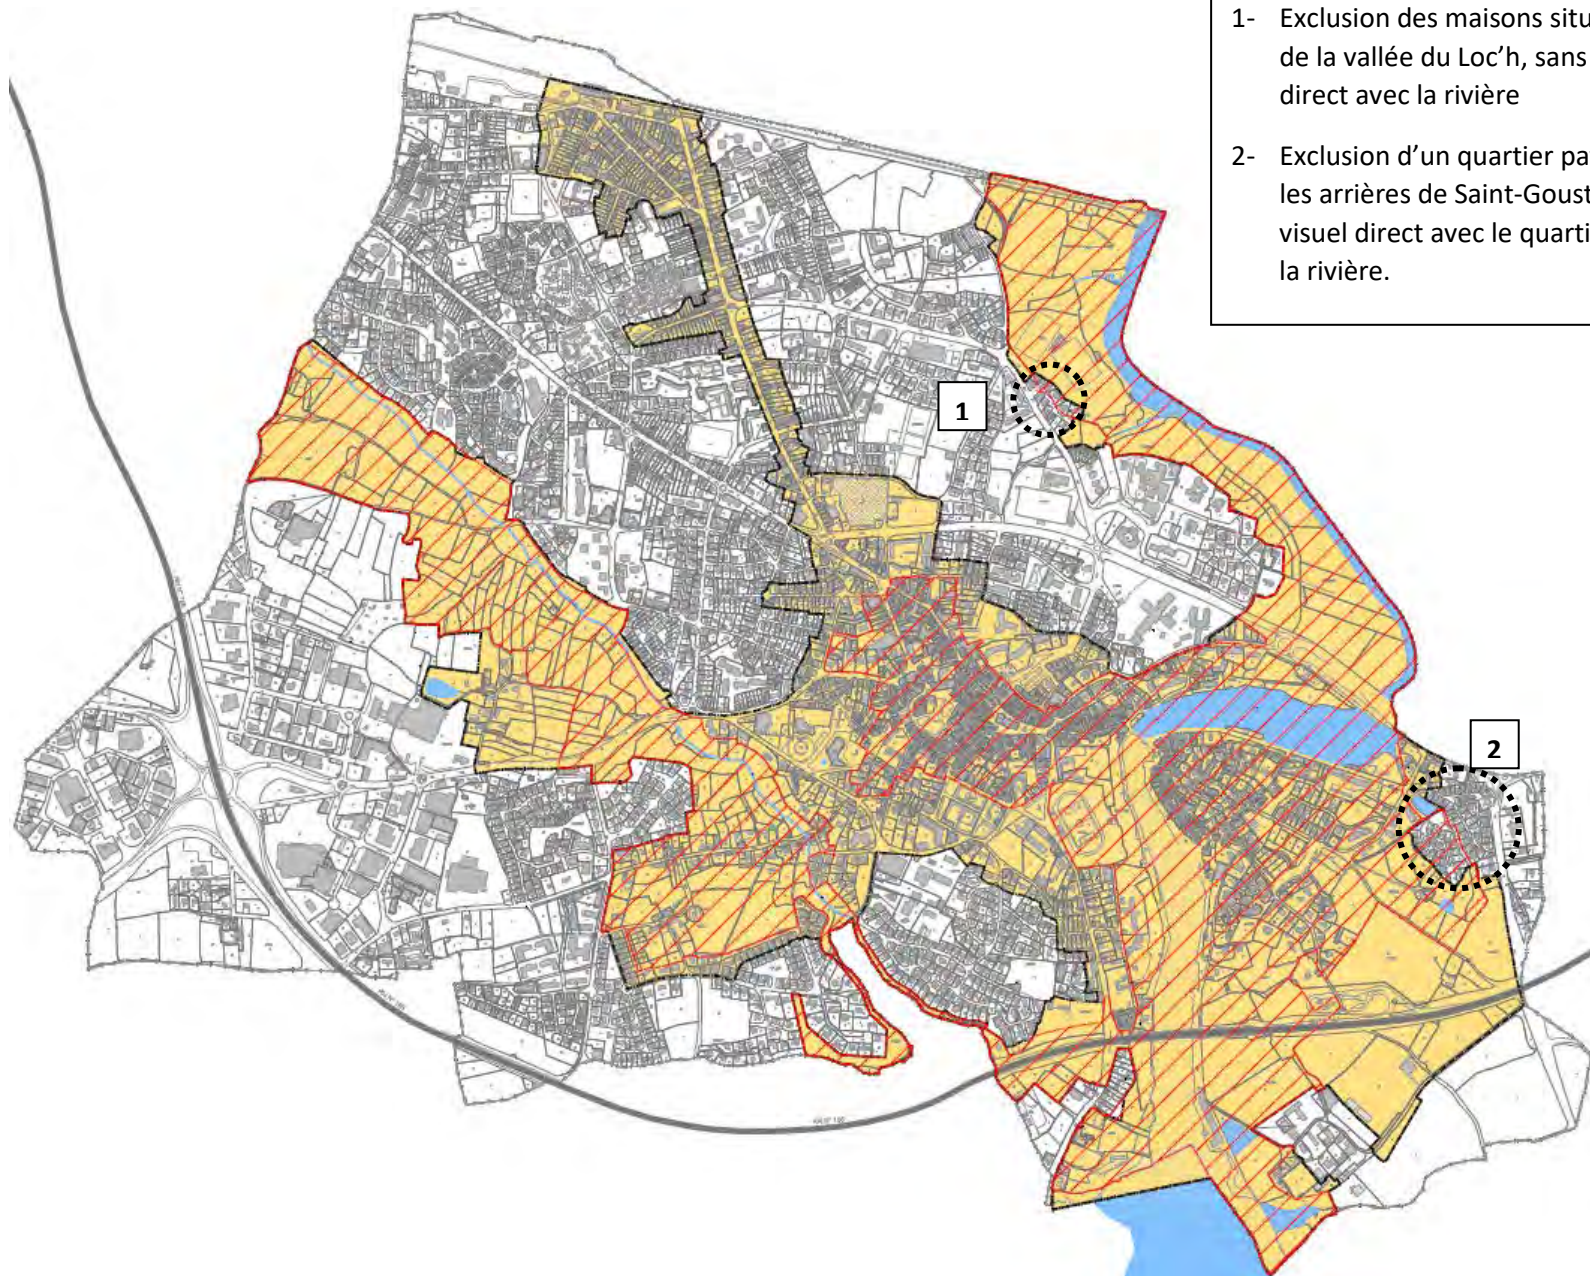 1- Exclusion des maisons situ
de la vallée du Loc'h, sans
direct avec la rivière
2- Exclusion d'un quartier pa
les arrières de Saint-Goust
visuel direct avec le quarti
la rivière.
1
2